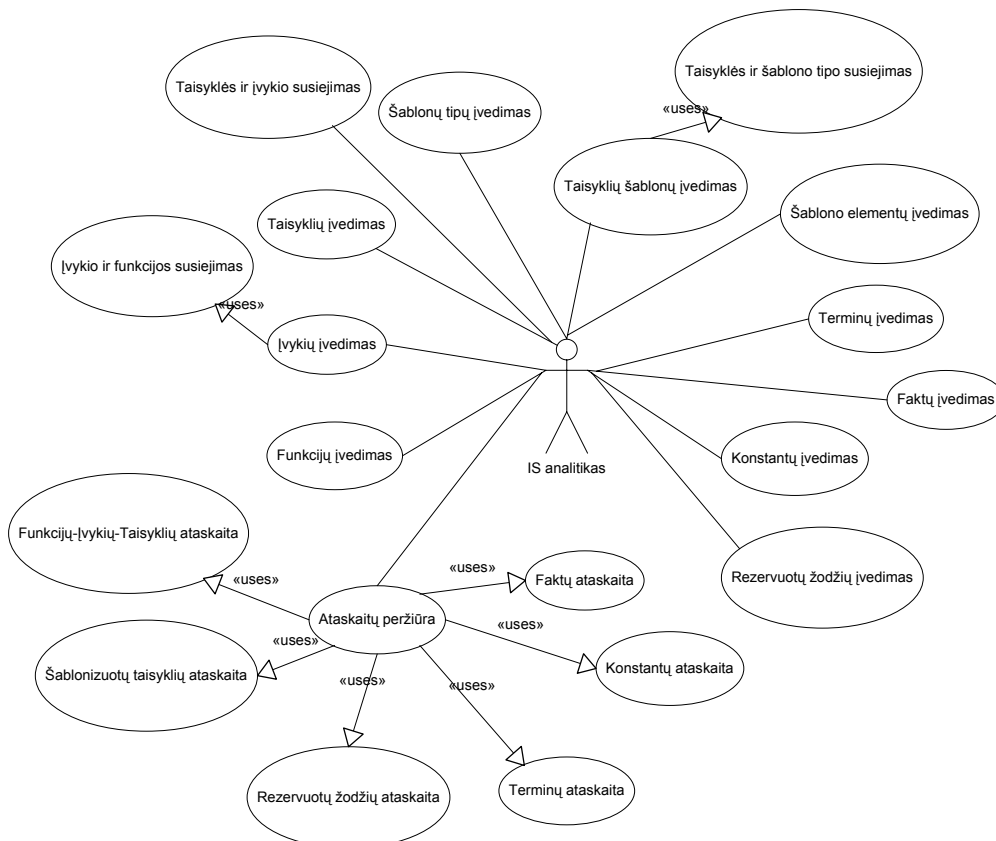 Taisyklės ir šablono tipo susiejimas
Taisyklės ir įvykio susiejimas
«uses»
Šablonų tipų įvedimas
Taisyklių šablonų įvedimas
Šablono elementų įvedimas
Taisyklių įvedimas
Įvykio ir funkcijos susiejimas
«uses»
Terminų įvedimas
Įvykių įvedimas
Faktų įvedimas
Funkcijų įvedimas
Konstantų įvedimas
IS analitikas
Funkcijų-Įvykių-Taisyklių ataskaita
«uses»
«uses»
Faktų ataskaita
Rezervuotų žodžių įvedimas
Ataskaitų peržiūra
«uses»
«uses»
Šablonizuotų taisyklių ataskaita
Konstantų ataskaita
«uses»
«uses»
Terminų ataskaita
Rezervuotų žodžių ataskaita